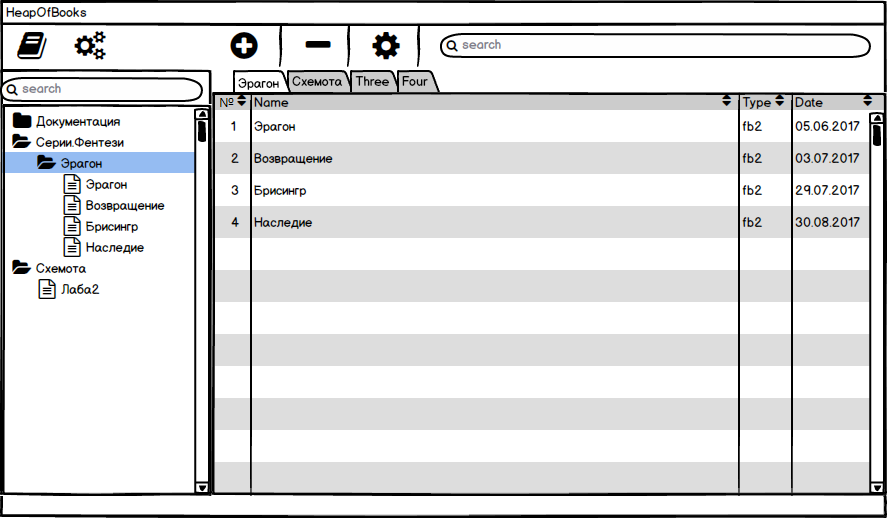 HeapOfBooks
search
search
Эрагон Схемота Three Four
Документация
Серии.Фентези
Эрагон
Эрагон
Возвращение
Брисингр
Наследие
Схемота
Лаба2
№ Name Type Date
1 Эрагон fb2 05.06.2017
2 Возвращение fb2 03.07.2017
3 Брисингр fb2 29.07.2017
4 Наследие fb2 30.08.2017